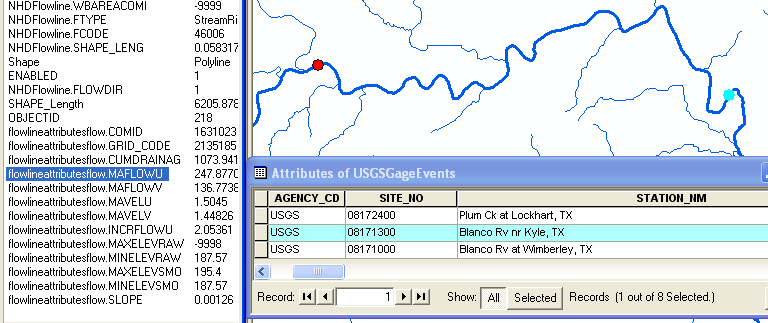 NHDFlowline.WBAREACOMI -9999
NHDFlowline.FTYPE StreamRi
NHDFlowline.FCODE 46006
NHDFlowline.SHAPE_LENG 0.058317
Shape Polyline
ENABLED 1
NHDFlowline.FLOWDIR 1
SHAPE_Length 6205.876
OBJECTID 218
flowlineattributesflow.COMID 1631023
flowlineattributesflow.GRID_CODE 2135185
flowlineattributesflow.CUMDRAINAG 1073.941
flowlineattributesflow.MAFLOWU 247.8770
flowlineattributesflow.MAFLOWV 136.7738
flowlineattributesflow.MAVELU 1.5045
flowlineattributesflow.MAVELV 1.44826
flowlineattributesflow.INCRFLOWU 2.05361
flowlineattributesflow.MAXELEVRAW -9998
flowlineattributesflow.MINELEVRAW 187.57
flowlineattributesflow.MAXELEVSMO 195.4
flowlineattributesflow.MINELEVSMO 187.57
flowlineattributesflow.SLOPE 0.00126
Attributes of USGSGageEvents
AGENCY_CD SITE_NO STATION_NM
USGS 08172400 Plum Ck at Lockhart, TX
USGS 08171300 Blanco Rv nr Kyle, TX
USGS 08171000 Blanco Rv at Wimberley, TX
Record: 1 Show: All Selected Records (1 out of 8 Selected.)